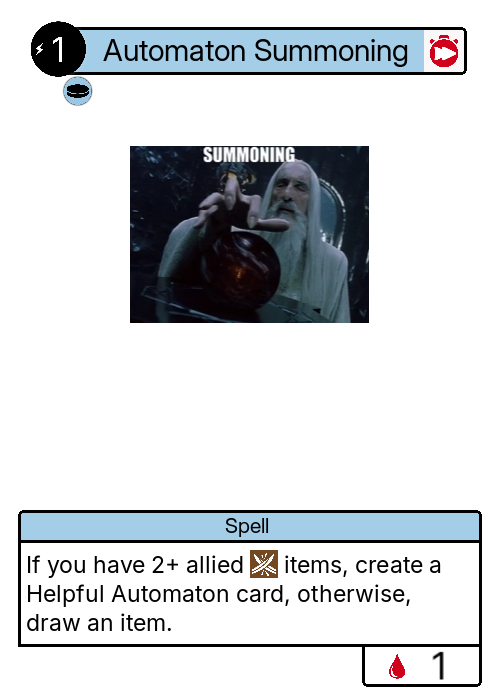 1 Automaton Summoning
SUMMONING
Spell
If you have 2+ allied items, create a
Helpful Automaton card, otherwise,
draw an item.
1